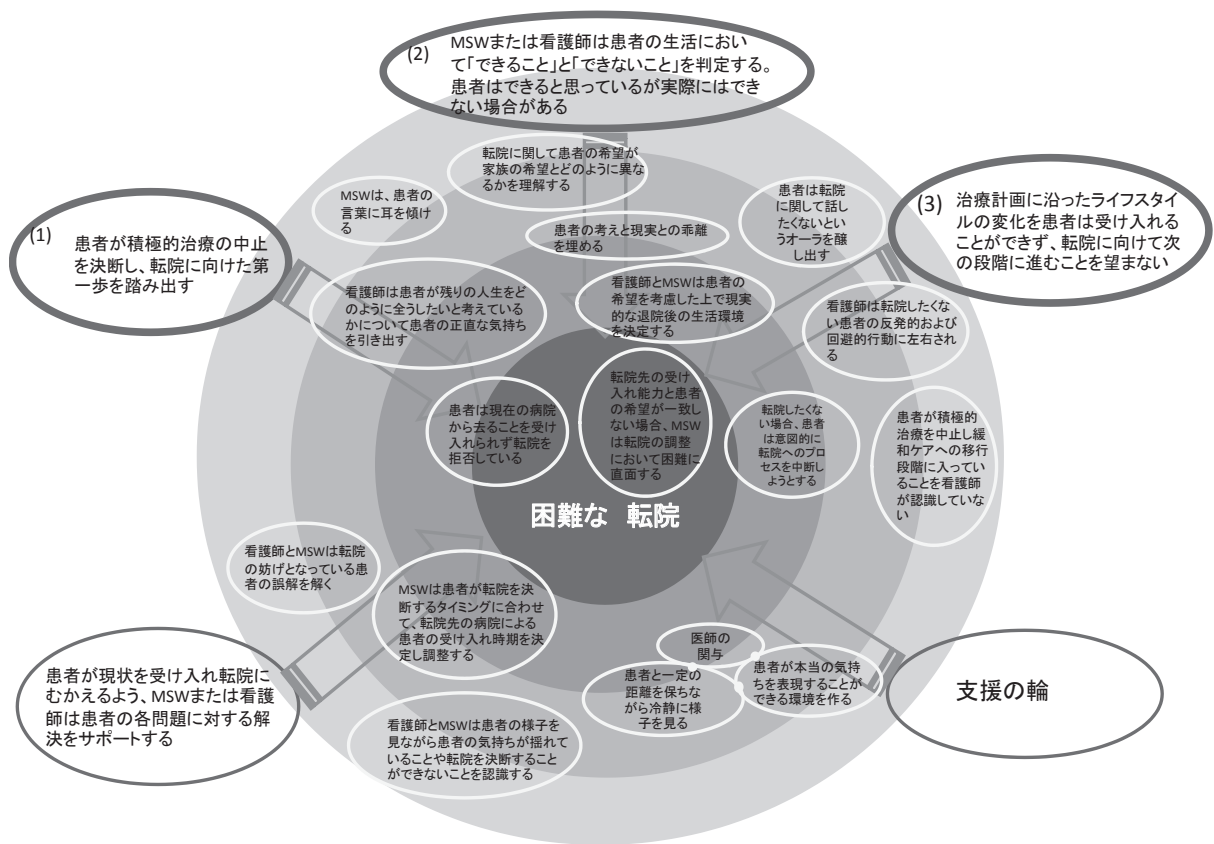 (2)
MSWまたは看護師は患者の生活におい
て「できること」と「できないこと」を判定する。
患者はできると思っているが実際にはでき
ない場合がある
転院に関して患者の希望が
家族の希望とどのように異な
るかを理解する
MSWは、患者の
言葉に耳を傾け
る
患者は転院
に関して話し
たくないとい
うオーラを醸
し出す
(1)
患者が積極的治療の中止
を決断し、転院に向けた第
一歩を踏み出す
(3)
治療計画に沿ったライフスタ
イルの変化を患者は受け入れ
ることができず、転院に向けて次
の段階に進むことを望まない
患者の考えと現実との乖離
を埋める
看護師は患者が残りの人生をど
のように全うしたいと考えている
かについて患者の正直な気持ち
を引き出す
看護師とMSWは患者の
希望を考慮した上で現実
的な退院後の生活環境
を決定する
看護師は転院したくな
い患者の反発的および
回避的行動に左右され
る
患者は現在の病院
から去ることを受け
入れられず転院を
拒否している
転院先の受け
入れ能力と患者
の希望が一致し
ない場合、MSW
は転院の調整
において困難に
直面する
転院したくな
い場合、患者
は意図的に
転院へのプロ
セスを中断し
ようとする
患者が積極的
治療を中止し緩
和ケアへの移行
段階に入ってい
ることを看護師
が認識していな
い
困難な 転院
看護師とMSWは転院
の妨げとなっている患
者の誤解を解く
MSWは患者が転院を決
断するタイミングに合わせ
て、転院先の病院による
患者の受け入れ時期を決
定し調整する
医師の
関与
患者と一定の
距離を保ちな
がら冷静に様
子を見る
患者が本当の気持
ちを表現することが
できる環境を作る
患者が現状を受け入れ転院に
むかえるよう、MSWまたは看護
師は患者の各問題に対する解
決をサポートする
支援の輪
看護師とMSWは患者の様子を
見ながら患者の気持ちが揺れて
いることや転院を決断すること
ができないことを認識する